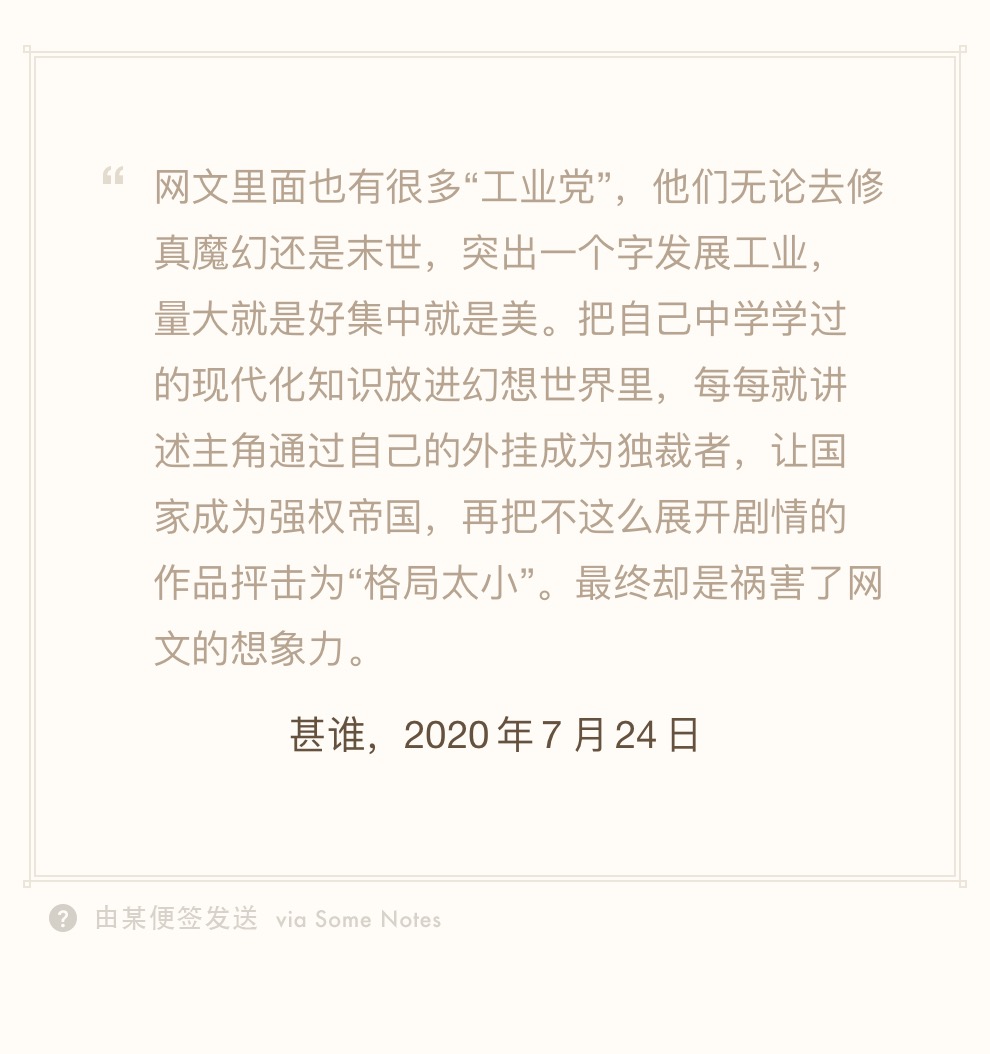 “ 网文里面也有很多“工业党”，他们无论去修
真魔幻还是末世，突出一个字发展工业，
量大就是好集中就是美。把自己中学学过
的现代化知识放进幻想世界里，每每就讲
述主角通过自己的外挂成为独裁者，让国
家成为强权帝国，再把不这么展开剧情的
作品抨击为“格局太小”。最终却是祸害了网
文的想象力。
甚谁，2020 年 7 月 24 日
? 由某便签发送 via Some Notes